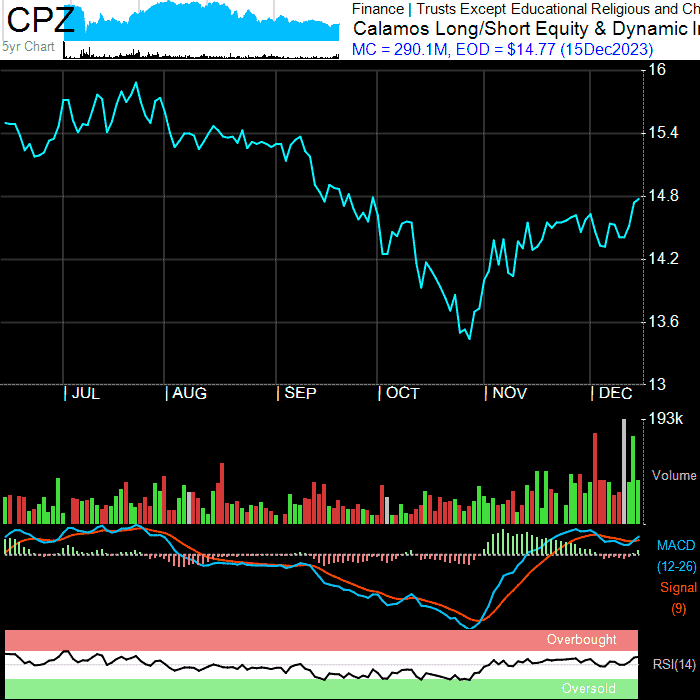 CPZ
5yr Chart
Finance | Trusts Except Educational Religious and Ch
Calamos Long/Short Equity & Dynamic I
MC = 290.1M, EOD = $14.77 (15Dec2023)
16
15.4
14.8
14.2
13.6
13
| JUL | AUG | SEP | OCT | NOV | DEC
193k
Volume
MACD
(12-26)
Signal
(9)
Overbought
RSI(14)
Oversold